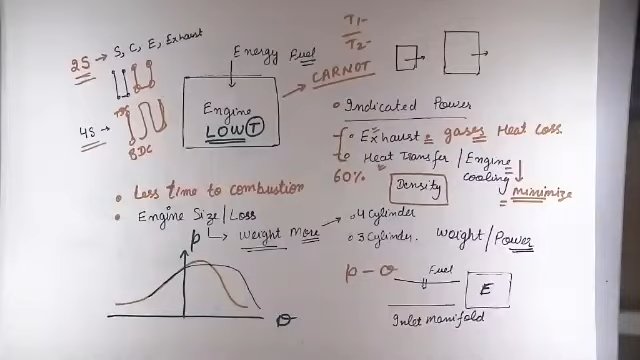 2S → S, C, E, Exhaust
TDC
4S →
BDC
Energy Fuel
Engine
LOW T
CARNOT
T1-
T2-
• Indicated Power
• Exhaust = gases Heat Loss
• Heat Transfer / Engine cooling
60%
Density
Minimize
• Less time to combustion
• Engine Size / Loss
Weight More
• 4 Cylinder
• 3 Cylinder.
Weight / Power
P
θ
P - θ
Fuel
E
Inlet manifold